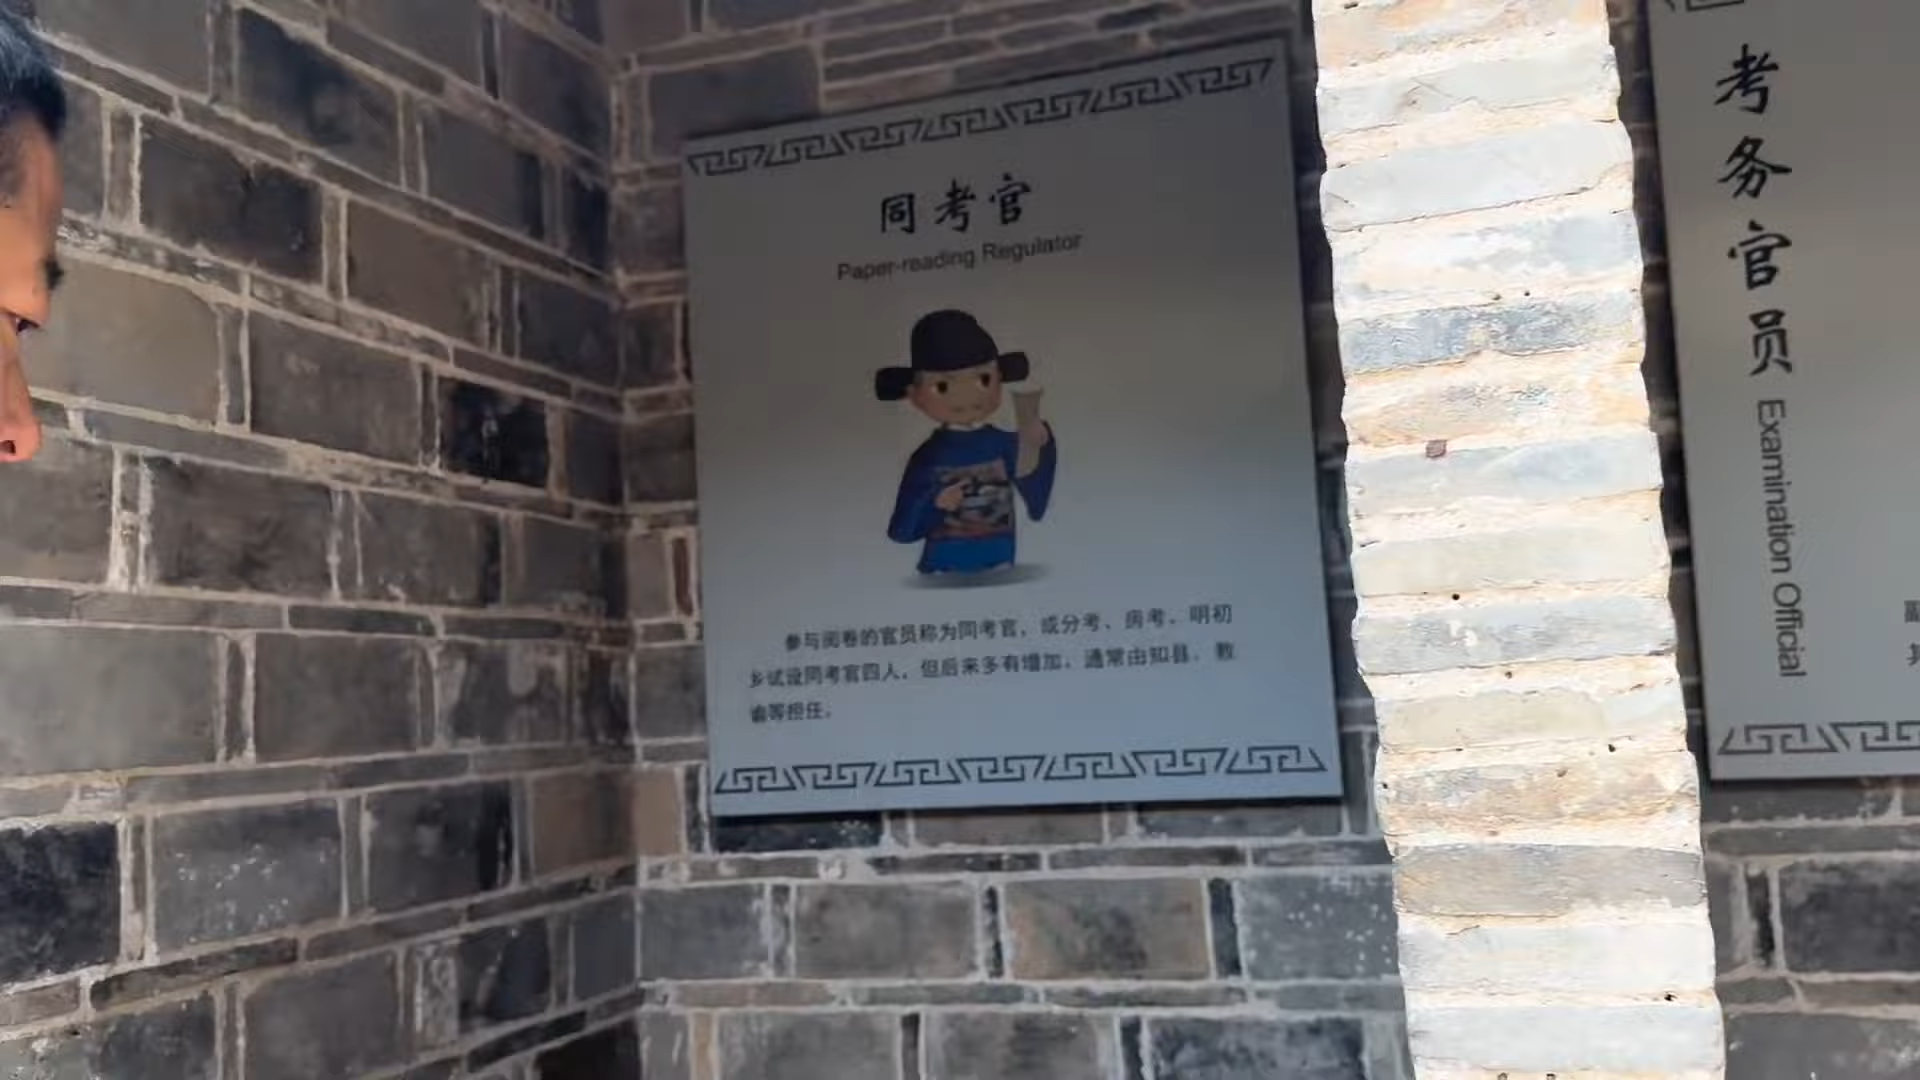 同考官
Paper-reading Regulator
参与阅卷的官员称为同考官，或分考、房考。明初
乡试设同考官四人，但后来多有增加，通常由知县、教
谕等担任。
考务官员
Examination Official
副